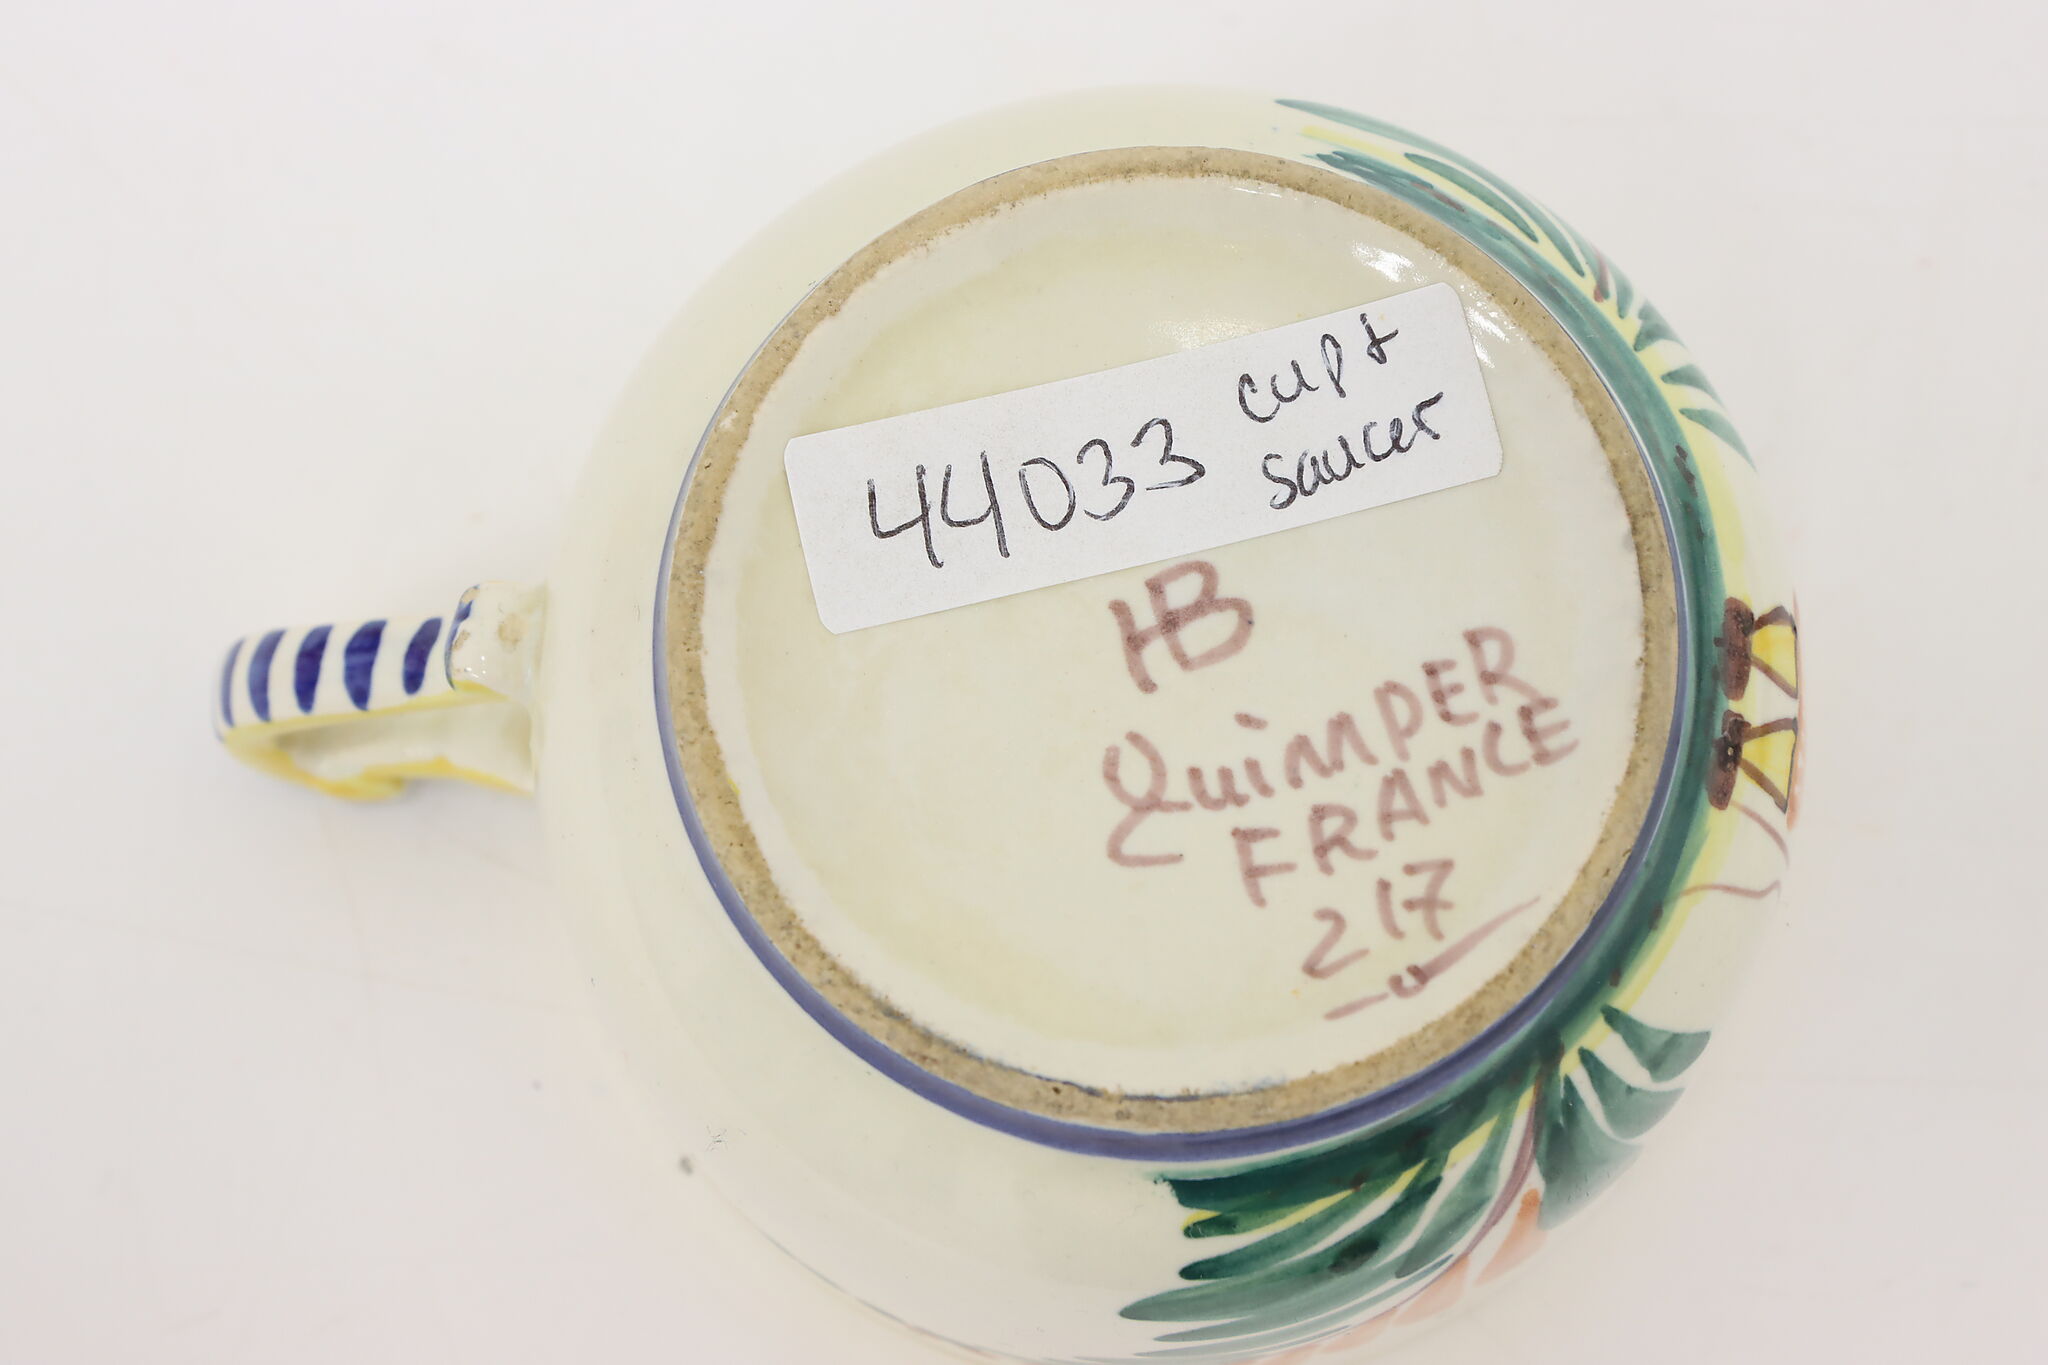 44033 cup &
saucer
HB
Quimper
FRANCE
217